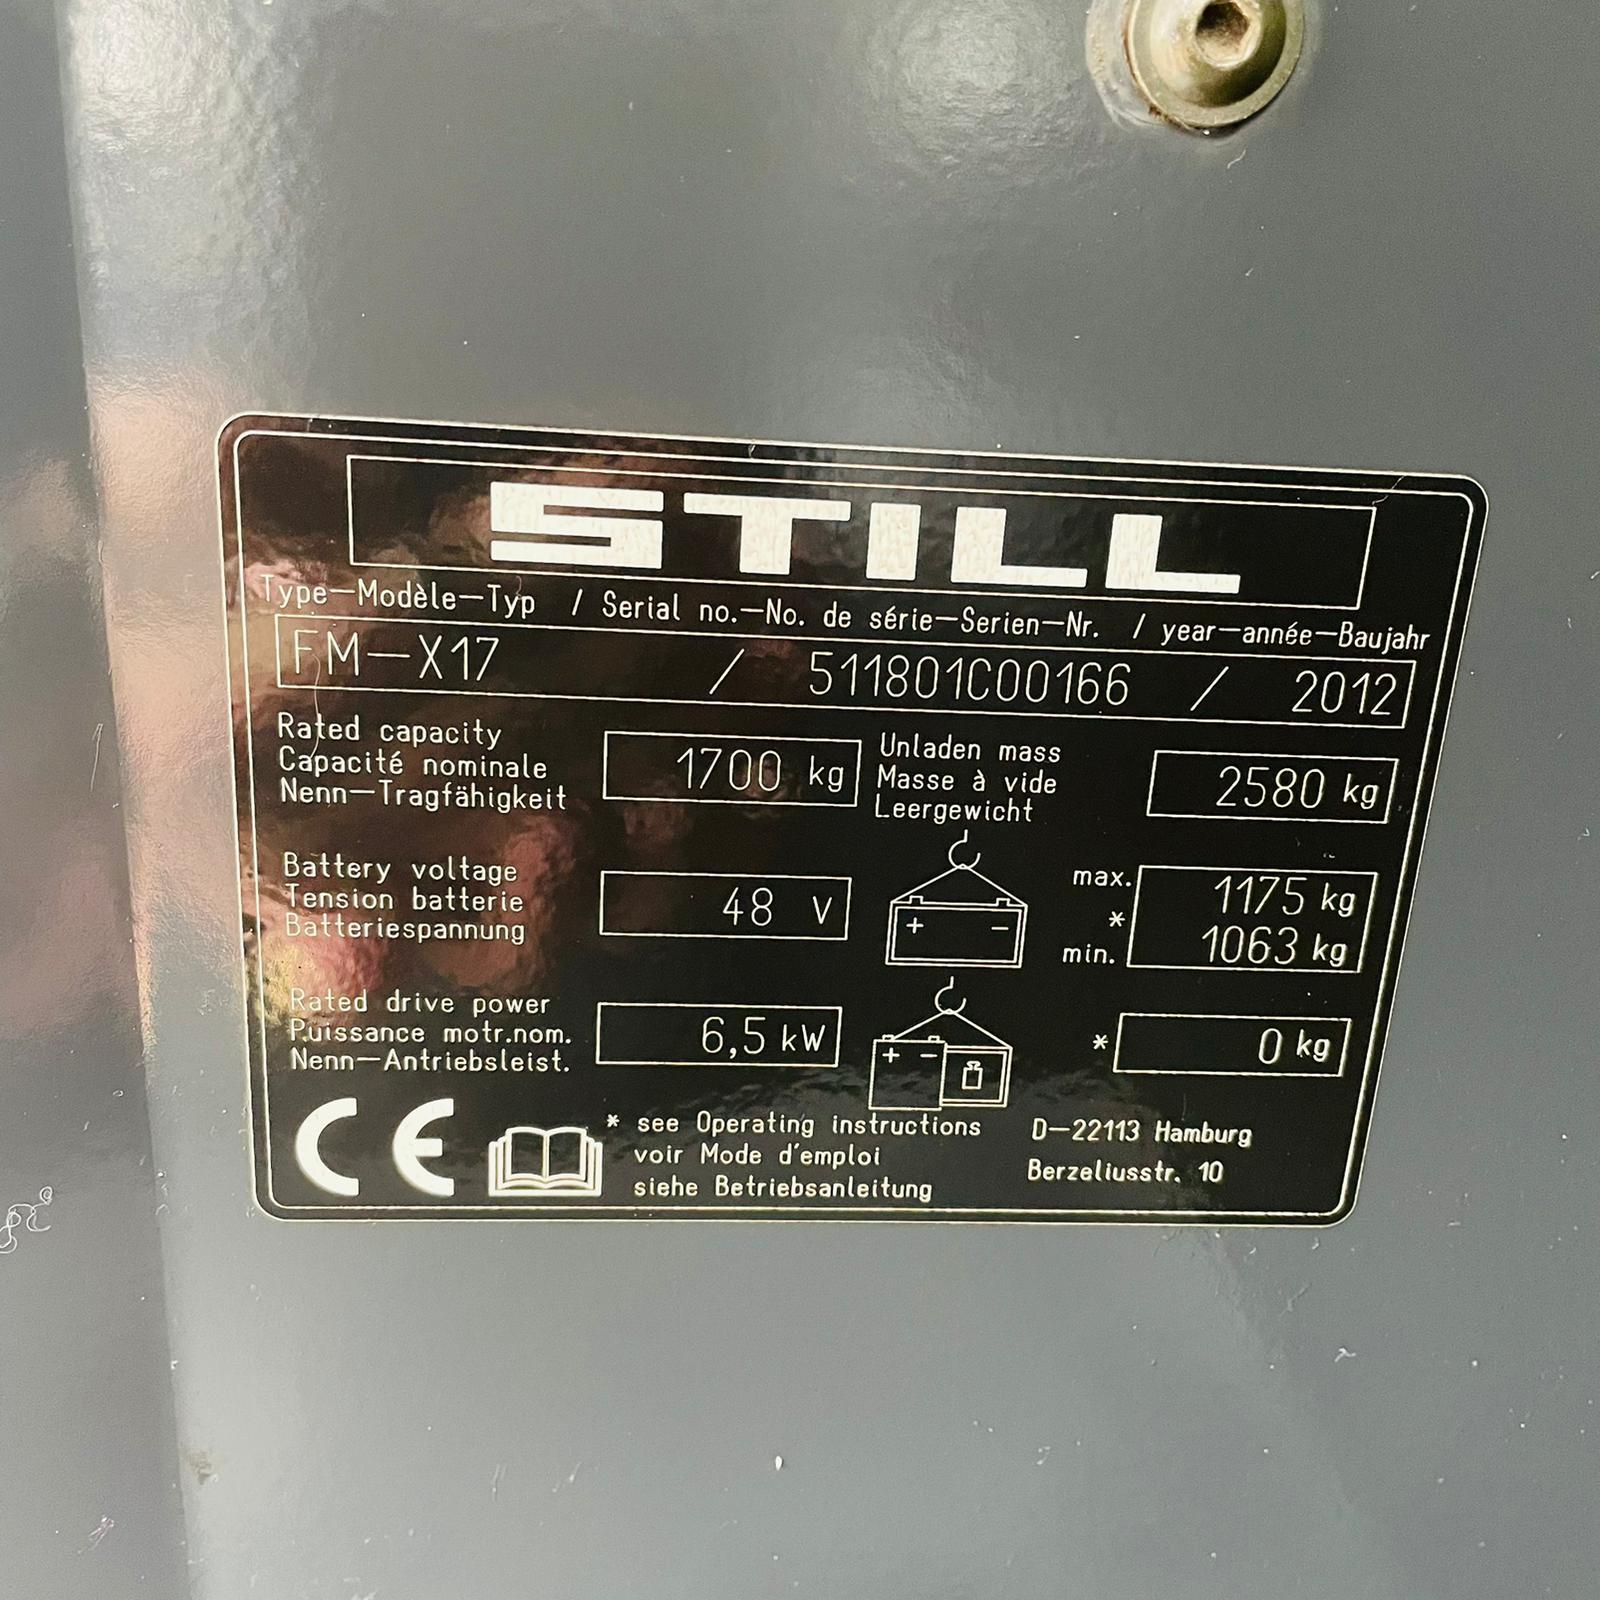 STILL
Type–Modèle–Typ / Serial no.–No. de série–Serien–Nr. / year–année–Baujahr
FM–X17 / 511801C00166 / 2012
Rated capacity
Capacité nominale
Nenn–Tragfähigkeit
1700 kg
Unladen mass
Masse à vide
Leergewicht
2580 kg
Battery voltage
Tension batterie
Batteriespannung
48 V
+ –
max. 1175 kg
*
min. 1063 kg
Rated drive power
Puissance motr.nom.
Nenn–Antriebsleist.
6,5 kW
+ –
* 0 kg
CE
* see Operating instructions
voir Mode d'emploi
siehe Betriebsanleitung
D–22113 Hamburg
Berzeliusstr. 10